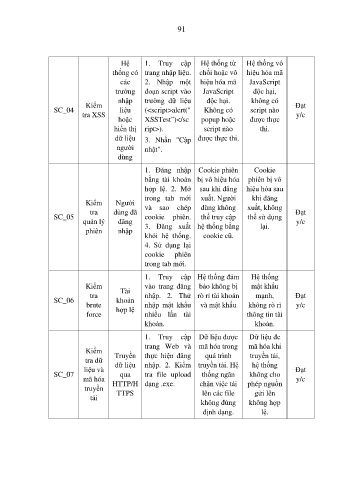 91
SC_04
Kiểm
tra XSS
Hệ
thống có
các
trường
nhập
liệu
hoặc
hiển thị
dữ liệu
người
dùng
1. Truy cập
trang nhập liệu.
2. Nhập một
đoạn script vào
trường dữ liệu
(<script>alert("
XSSTest")</sc
ript>).
3. Nhấn "Cập
nhật".
Hệ thống từ
chối hoặc vô
hiệu hóa mã
JavaScript
độc hại.
Không có
popup hoặc
script nào
được thực thi.
Hệ thống vô
hiệu hóa mã
JavaScript
độc hại,
không có
script nào
được thực
thi.
Đạt
y/c
SC_05
Kiểm
tra
quản lý
phiên
Người
dùng đã
đăng
nhập
1. Đăng nhập
bằng tài khoản
hợp lệ. 2. Mở
trong tab mới
và sao chép
cookie phiên.
3. Đăng xuất
khỏi hệ thống.
4. Sử dụng lại
cookie phiên
trong tab mới.
Cookie phiên
bị vô hiệu hóa
sau khi đăng
xuất. Người
dùng không
thể truy cập
hệ thống bằng
cookie cũ.
Cookie
phiên bị vô
hiệu hóa sau
khi đăng
xuất, không
thể sử dụng
lại.
Đạt
y/c
SC_06
Kiểm
tra
brute
force
Tài
khoản
hợp lệ
1. Truy cập
vào trang đăng
nhập. 2. Thử
nhập mật khẩu
nhiều lần tài
khoản.
Hệ thống đảm
bảo không bị
rò rỉ tài khoản
và mật khẩu
Hệ thống
mật khẩu
mạnh,
không rò rỉ
thông tin tài
khoản.
Đạt
y/c
SC_07
Kiểm
tra dữ
liệu và
mã hóa
truyền
tải
Truyền
dữ liệu
qua
HTTP/H
TTPS
1. Truy cập
trang Web và
thực hiện đăng
nhập. 2. Kiểm
tra file upload
dạng .exe.
Dữ liệu được
mã hóa trong
quá trình
truyền tải. Hệ
thống ngăn
chặn việc tải
lên các file
không đúng
định dạng.
Dữ liệu đc
mã hóa khi
truyền tải,
hệ thống
không cho
phép nguồn
gửi lên
không hợp
lệ.
Đạt
y/c